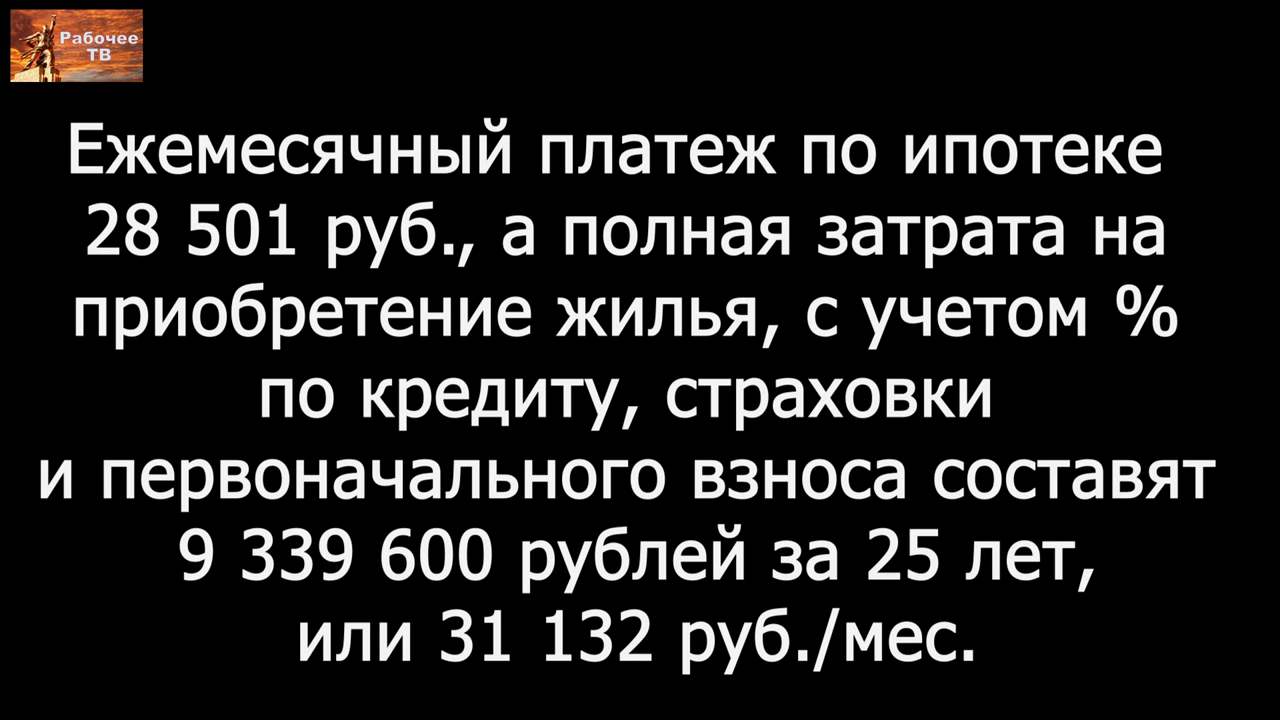 Рабочее
ТВ
Ежемесячный платеж по ипотеке
28 501 руб., а полная затрата на
приобретение жилья, с учетом %
по кредиту, страховки
и первоначального взноса составят
9 339 600 рублей за 25 лет,
или 31 132 руб./мес.